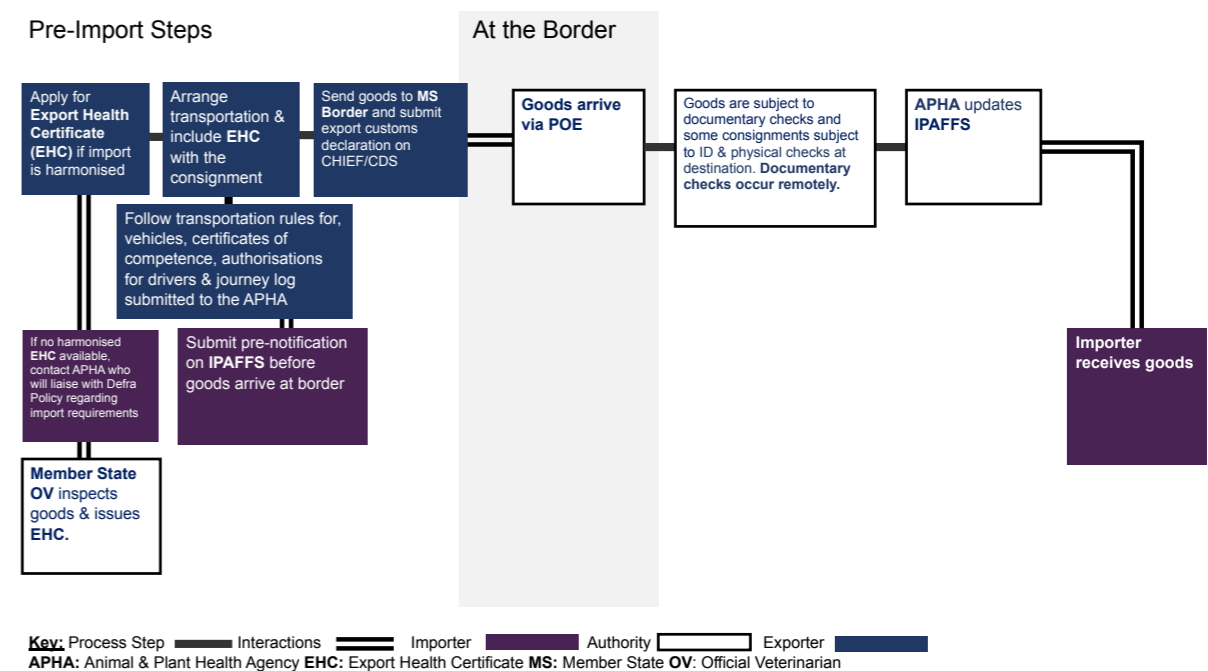 Pre-Import Steps
At the Border
Apply for
Export Health
Certificate
(EHC) if import
is harmonised
Arrange
transportation &
include EHC
with the
consignment
Send goods to MS
Border and submit
export customs
declaration on
CHIEF/CDS
Goods arrive
via POE
Goods are subject to
documentary checks and
some consignments subject
to ID & physical checks at
destination. Documentary
checks occur remotely.
APHA updates
IPAFFS
Follow transportation rules for,
vehicles, certificates of
competence, authorisations
for drivers & journey log
submitted to the APHA
If no harmonised
EHC available,
contact APHA who
will liaise with Defra
Policy regarding
import requirements
Submit pre-notification
on IPAFFS before
goods arrive at border
Importer
receives goods
Member State
OV inspects
goods & issues
EHC.
Key: Process Step Interactions Importer Authority Exporter
APHA: Animal & Plant Health Agency EHC: Export Health Certificate MS: Member State OV: Official Veterinarian